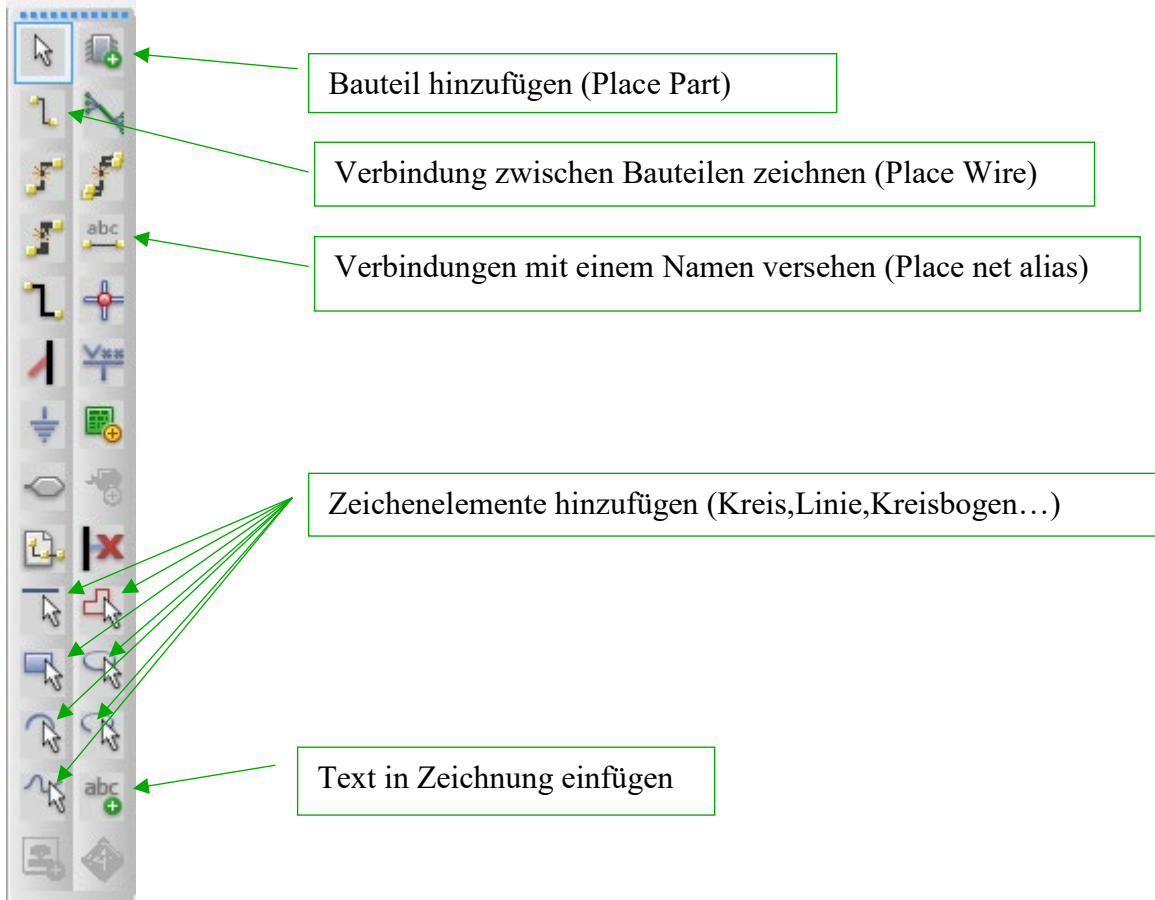 Bauteil hinzufügen (Place Part)
Verbindung zwischen Bauteilen zeichnen (Place Wire)
abc
Verbindungen mit einem Namen versehen (Place net alias)
Zeichenelemente hinzufügen (Kreis,Linie,Kreisbogen…)
Text in Zeichnung einfügen
abc